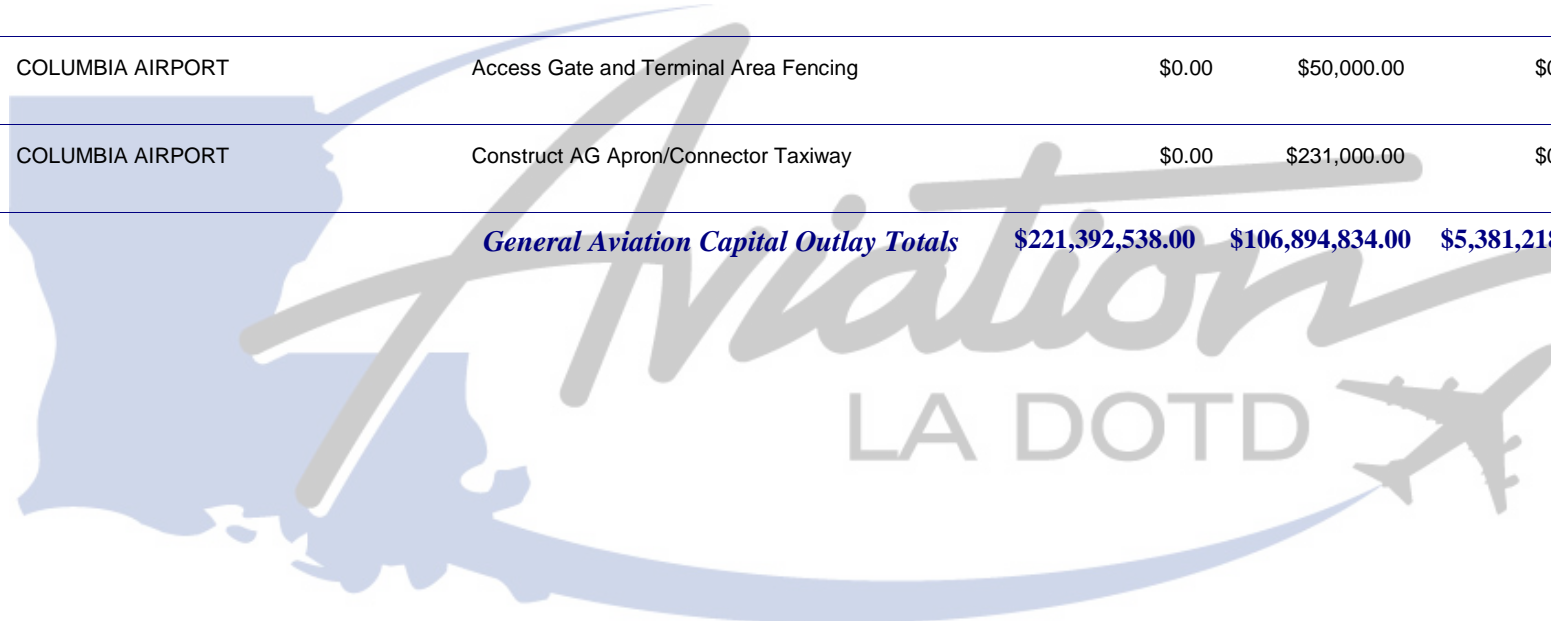 COLUMBIA AIRPORT Access Gate and Terminal Area Fencing $0.00 $50,000.00
COLUMBIA AIRPORT Construct AG Apron/Connector Taxiway $0.00 $231,000.00
General Aviation Capital Outlay Totals $221,392,538.00 $106,894,834.00
Aviation
LA DOTD